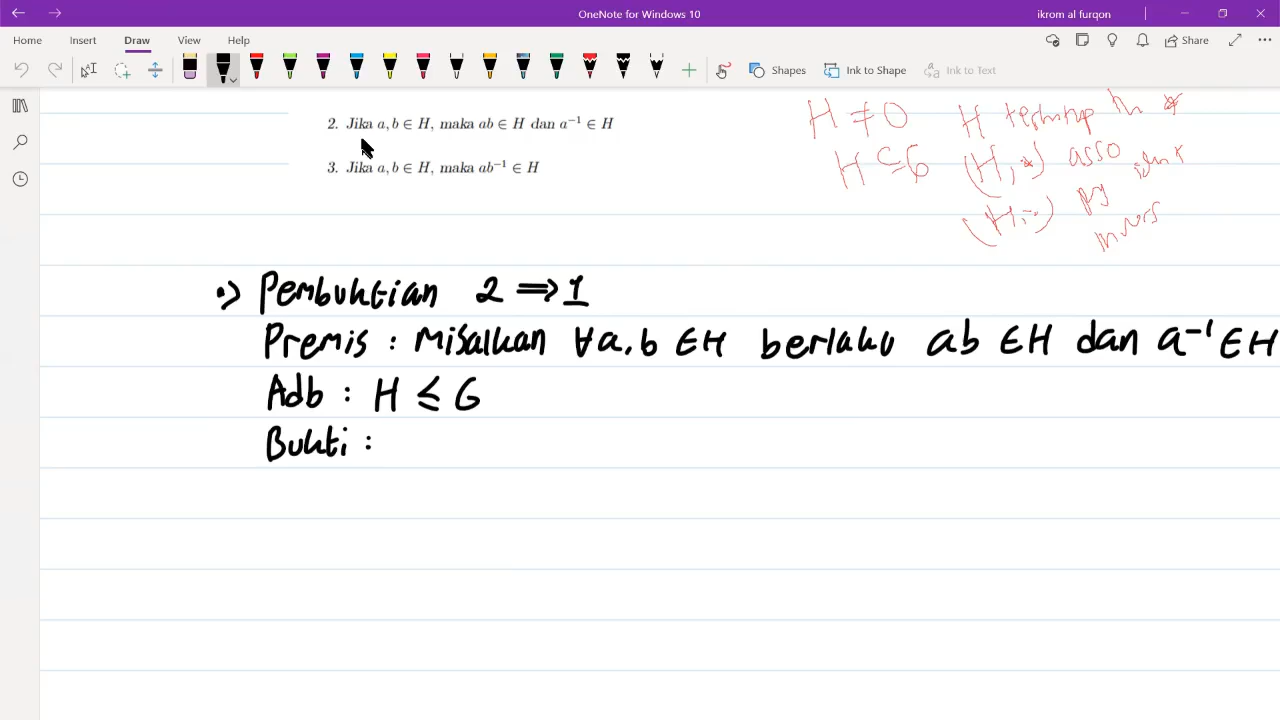 OneNote for Windows 10
ikrom al furqon
Home Insert Draw View Help
Share
Shapes
Ink to Shape
Ink to Text
2. Jika a, b ∈ H, maka ab ∈ H dan a⁻¹ ∈ H
3. Jika a, b ∈ H, maka ab⁻¹ ∈ H
H ≠ 0
H ⊆ G
H tertutup *
(H, *) asso
(H, *) pny
invers
•) Pembuktian 2 ⟹ 1
Premis : Misalkan ∀a, b ∈ H berlaku ab ∈ H dan a⁻¹ ∈ H
Adb : H ≤ G
Bukti :